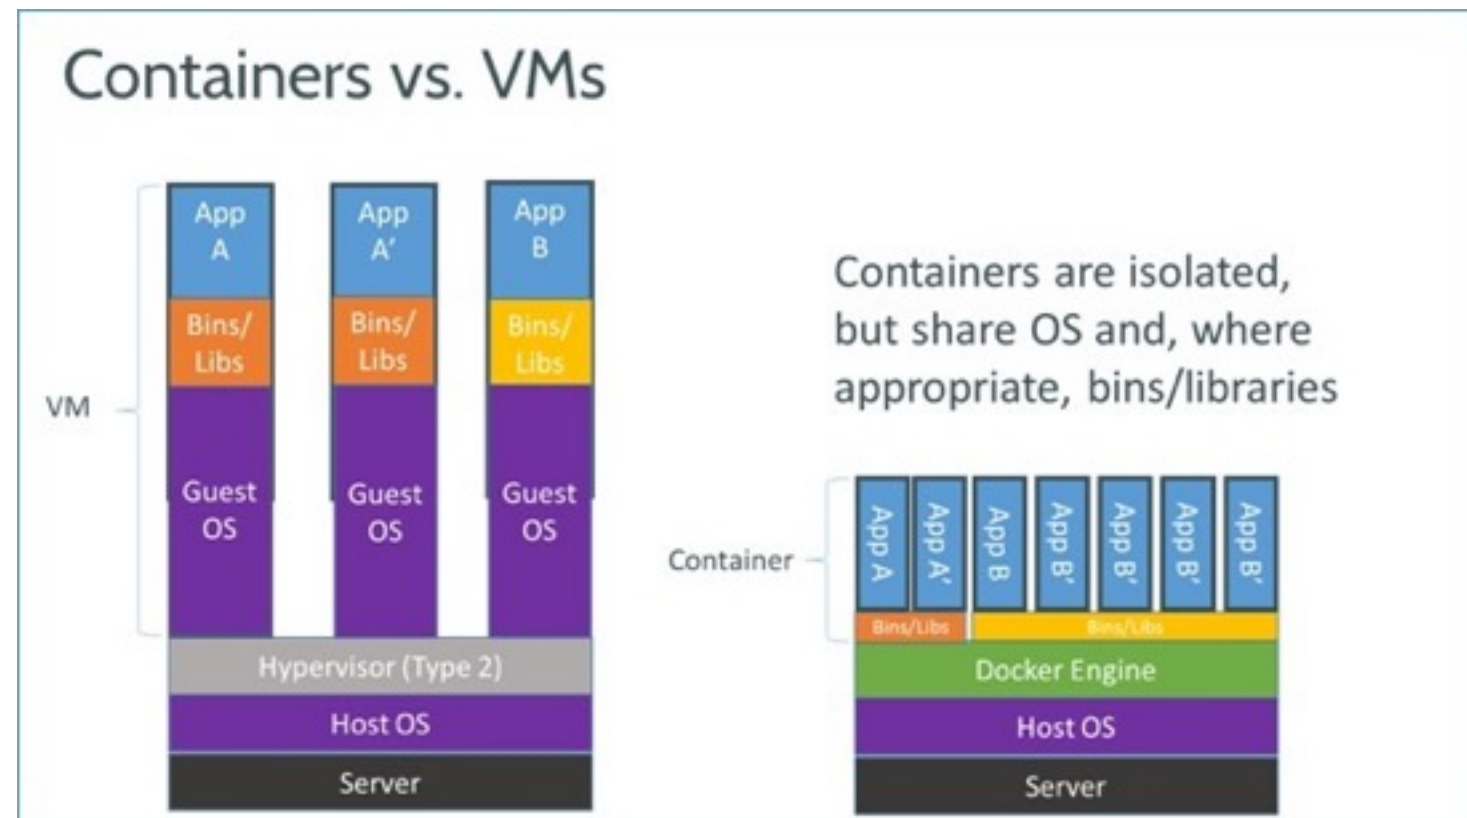 Containers vs. VMs
App
A
App
A’
App
B
Bins/
Libs
Bins/
Libs
Bins/
Libs
VM
Guest
OS
Guest
OS
Guest
OS
Hypervisor (Type 2)
Host OS
Server
Containers are isolated,
but share OS and, where
appropriate, bins/libraries
Container
App A
App A’
App B
App B’
App B’
App B’
App B’
Bins/Libs
Bins/Libs
Docker Engine
Host OS
Server